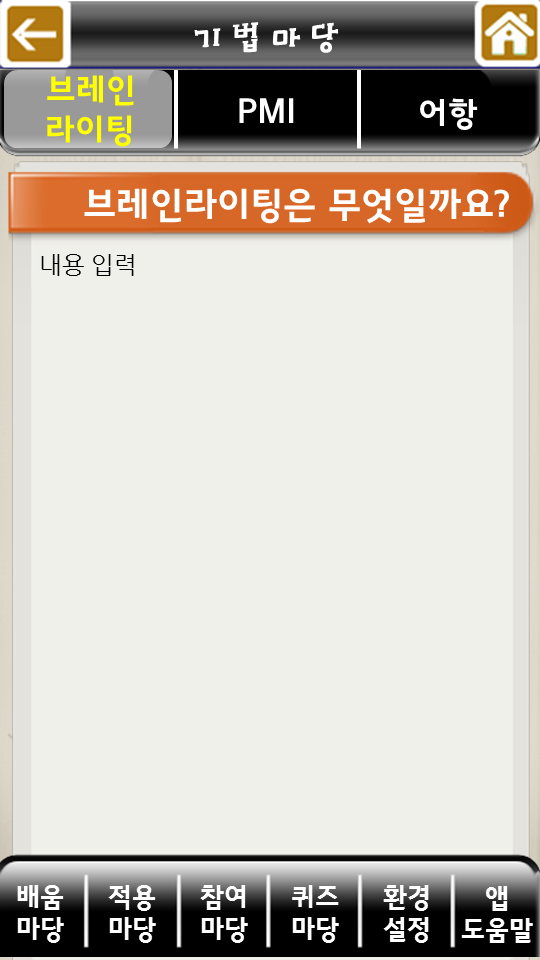 기법마당
브레인
라이팅
PMI
어항
브레인라이팅은 무엇일까요?
내용 입력
배움
마당
적용
마당
참여
마당
퀴즈
마당
환경
설정
앱
도움말